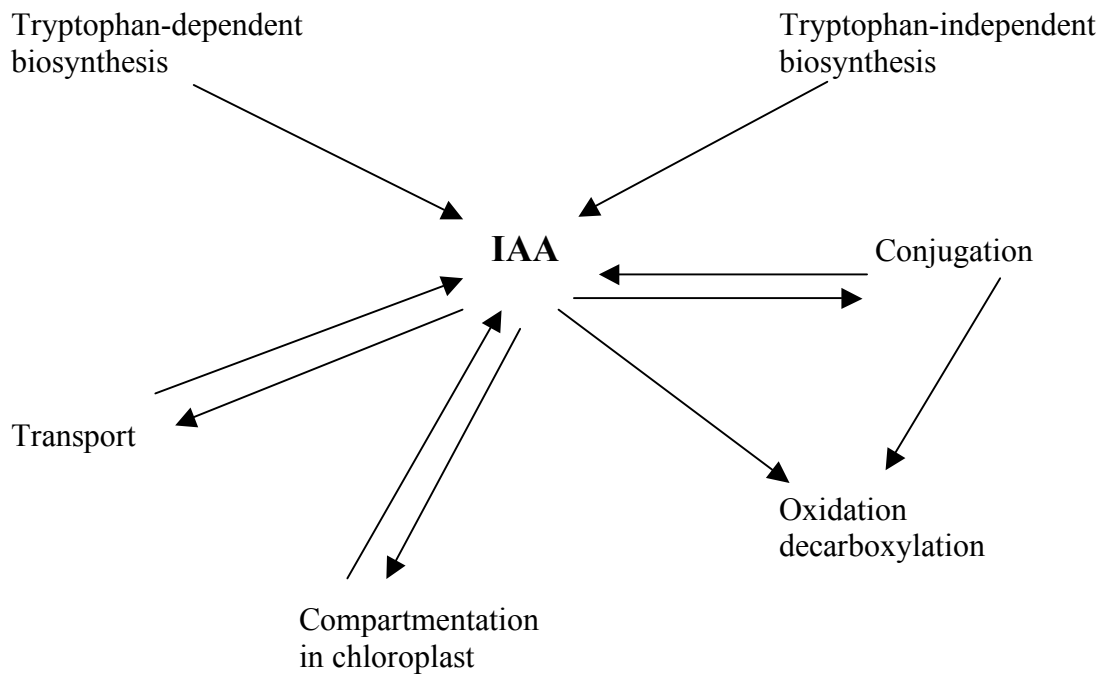 Tryptophan-dependent
biosynthesis
Tryptophan-independent
biosynthesis
IAA
Conjugation
Transport
Oxidation
decarboxylation
Compartmentation
in chloroplast